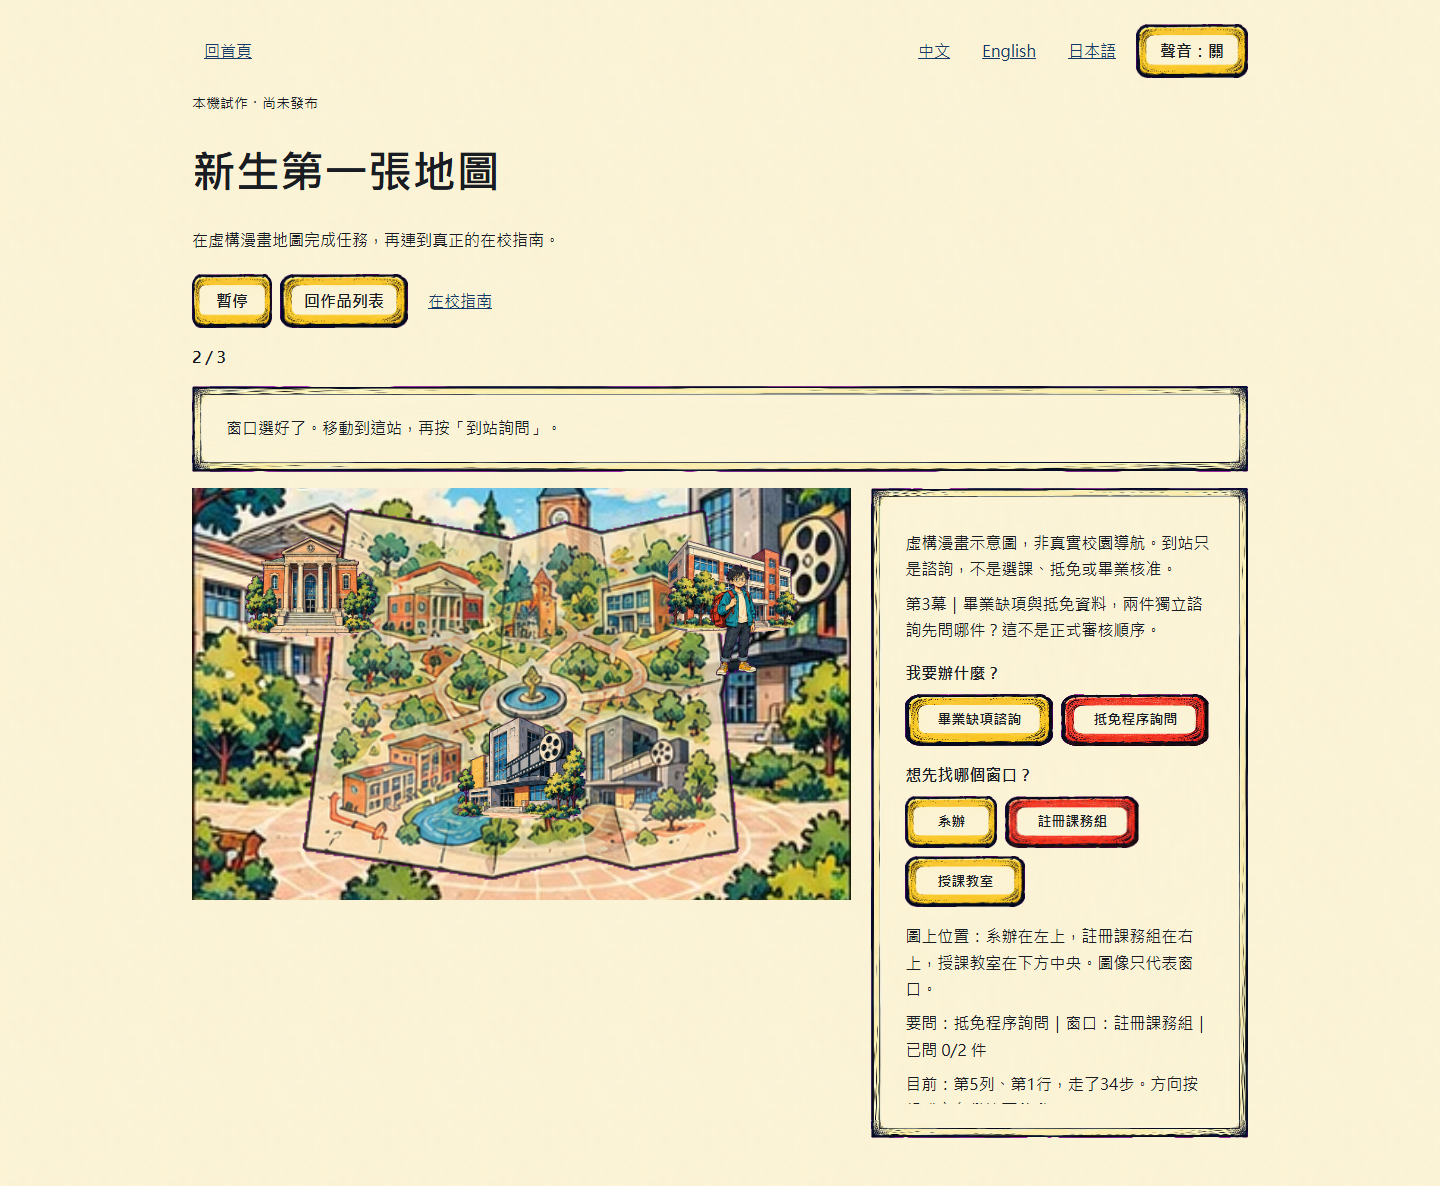 回首頁
中文 English 日本語 聲音：關
本機試作・尚未發布
新生第一張地圖
在虛構漫畫地圖完成任務，再連到真正的在校指南。
暫停 回作品列表 在校指南
2 / 3
窗口選好了。移動到這站，再按「到站詢問」。
虛構漫畫示意圖，非真實校園導航。到站只
是諮詢，不是選課、抵免或畢業核准。
第3幕｜畢業缺項與抵免資料，兩件獨立諮
詢先問哪件？這不是正式審核順序。
我要辦什麼？
畢業缺項諮詢 抵免程序詢問
想先找哪個窗口？
系辦 註冊課務組
授課教室
圖上位置：系辦在左上，註冊課務組在右
上，授課教室在下方中央。圖像只代表窗
口。
要問：抵免程序詢問｜窗口：註冊課務組｜
已問 0/2 件
目前：第5列、第1行，走了34步。方向按